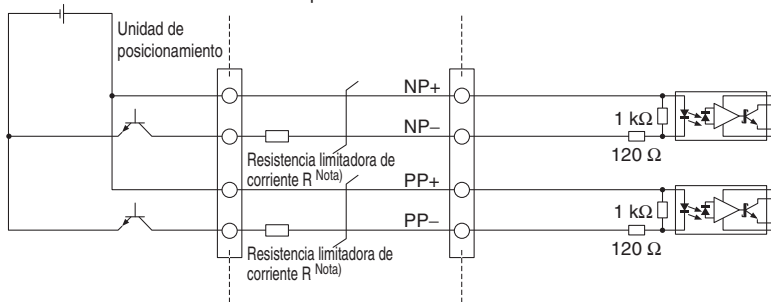 Unidad de
posicionamiento
NP+
NP−
1 kΩ
120 Ω
Resistencia limitadora de
corriente R Nota)
PP+
PP−
1 kΩ
120 Ω
Resistencia limitadora de
corriente R Nota)